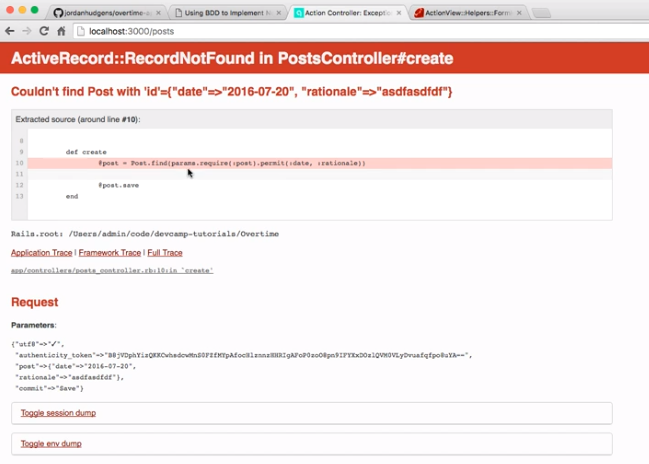 jordanhudgens/overtime-a
Using BDD to Implement
Action Controller: Exceptio
ActionView::Helpers::Form
localhost:3000/posts
ActiveRecord::RecordNotFound in PostsController#create
Couldn't find Post with 'id'={"date"=>"2016-07-20", "rationale"=>"asdfasdfdf"}
Extracted source (around line #10):
8
9 def create
10 @post = Post.find(params.require(:post).permit(:date, :rationale))
11
12 @post.save
13 end
Rails.root: /Users/admin/code/devcamp-tutorials/Overtime
Application Trace | Framework Trace | Full Trace
app/controllers/posts_controller.rb:10:in `create'
Request
Parameters:
{"utf8"=>"✓",
"post"=>{"date"=>"2016-07-20",
"rationale"=>"asdfasdfdf"},
"commit"=>"Save"}
Toggle session dump
Toggle env dump